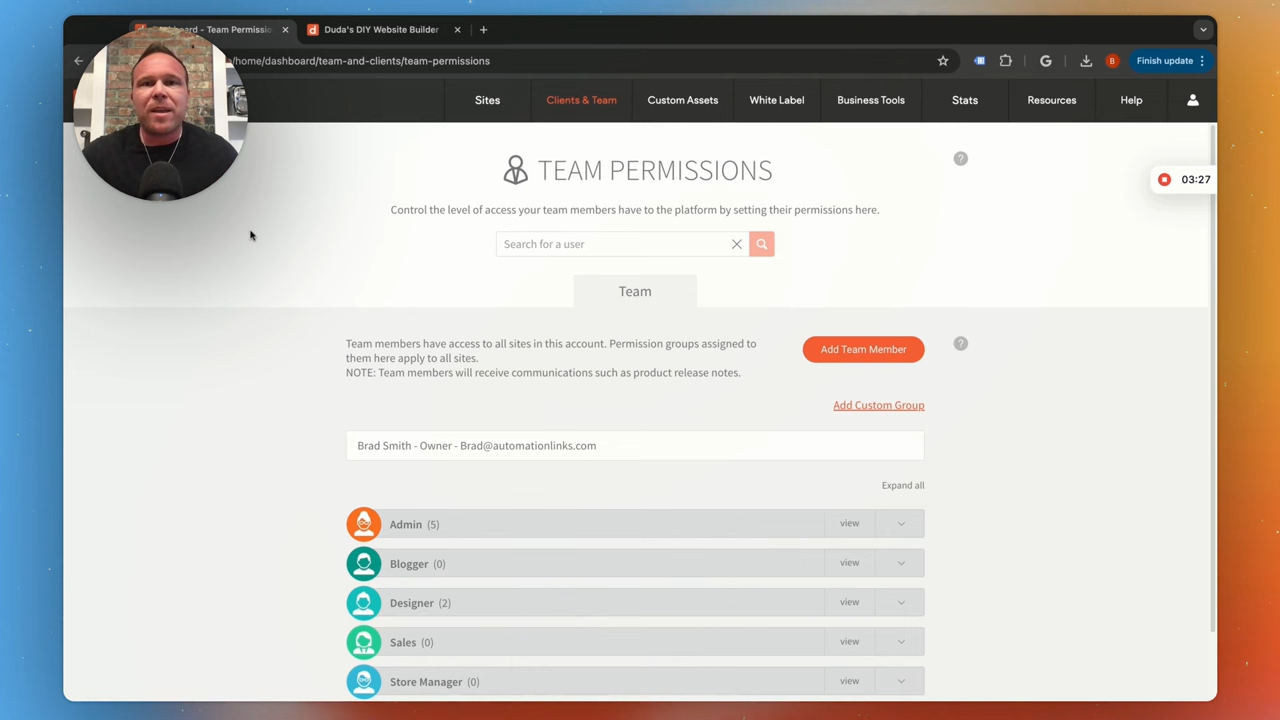 board - Team Permissio
Duda's DIY Website Builder
/home/dashboard/team-and-clients/team-permissions
B
Finish update
Sites
Clients & Team
Custom Assets
White Label
Business Tools
Stats
Resources
Help
TEAM PERMISSIONS
?
03:27
Control the level of access your team members have to the platform by setting their permissions here.
Search for a user
Team
Team members have access to all sites in this account. Permission groups assigned to
them here apply to all sites.
NOTE: Team members will receive communications such as product release notes.
Add Team Member
?
Add Custom Group
Brad Smith - Owner - Brad@automationlinks.com
Expand all
Admin (5) view
Blogger (0) view
Designer (2) view
Sales (0) view
Store Manager (0) view